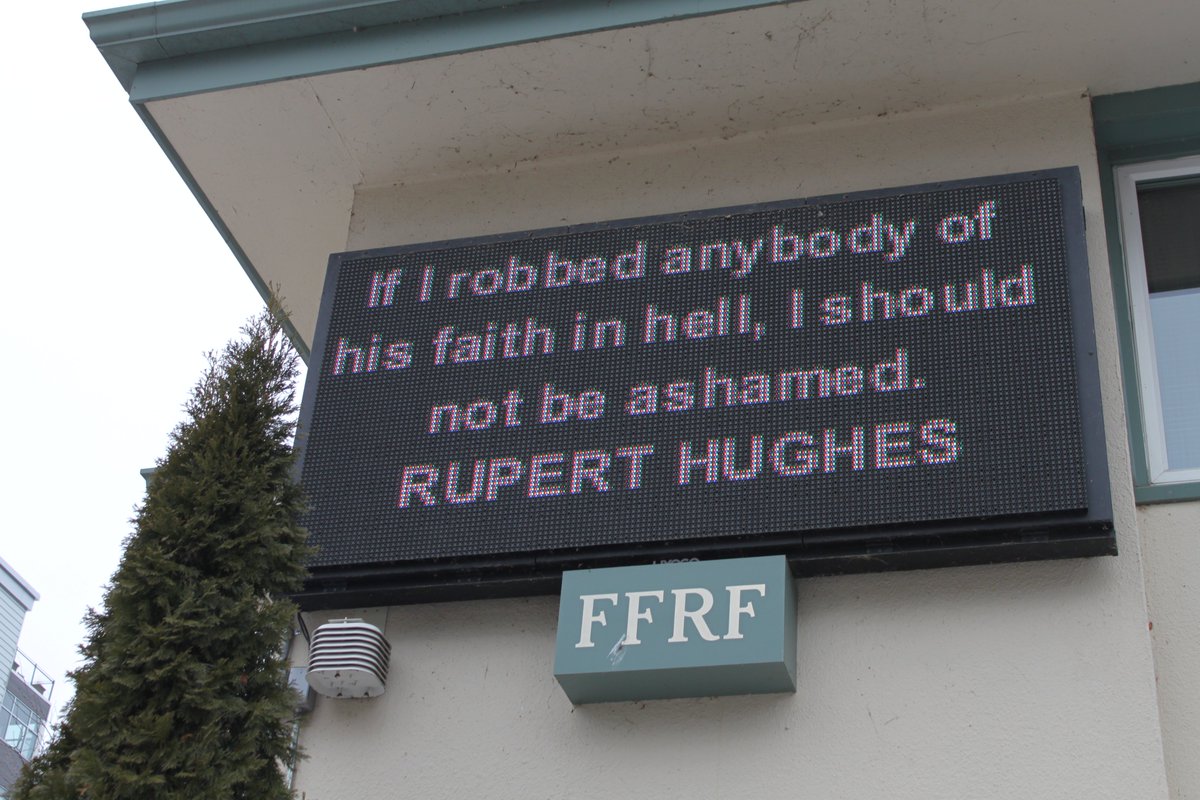 If I robbed anybody of
his faith in hell, I should
not be ashamed.
RUPERT HUGHES
FFRF